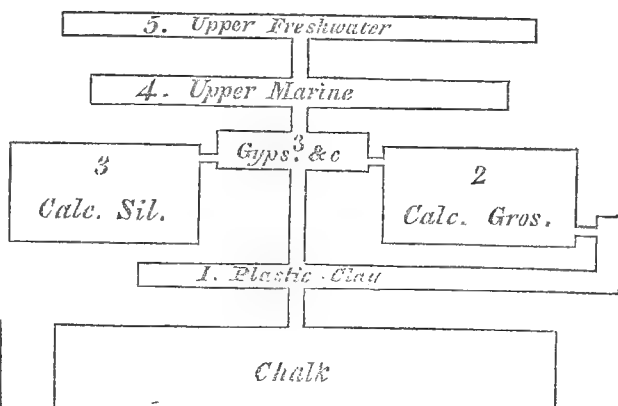 5. Upper Freshwater
4. Upper Marine
3
Gyps. &c
3
Calc. Sil.
2
Calc. Gros.
1. Plastic Clay
Chalk